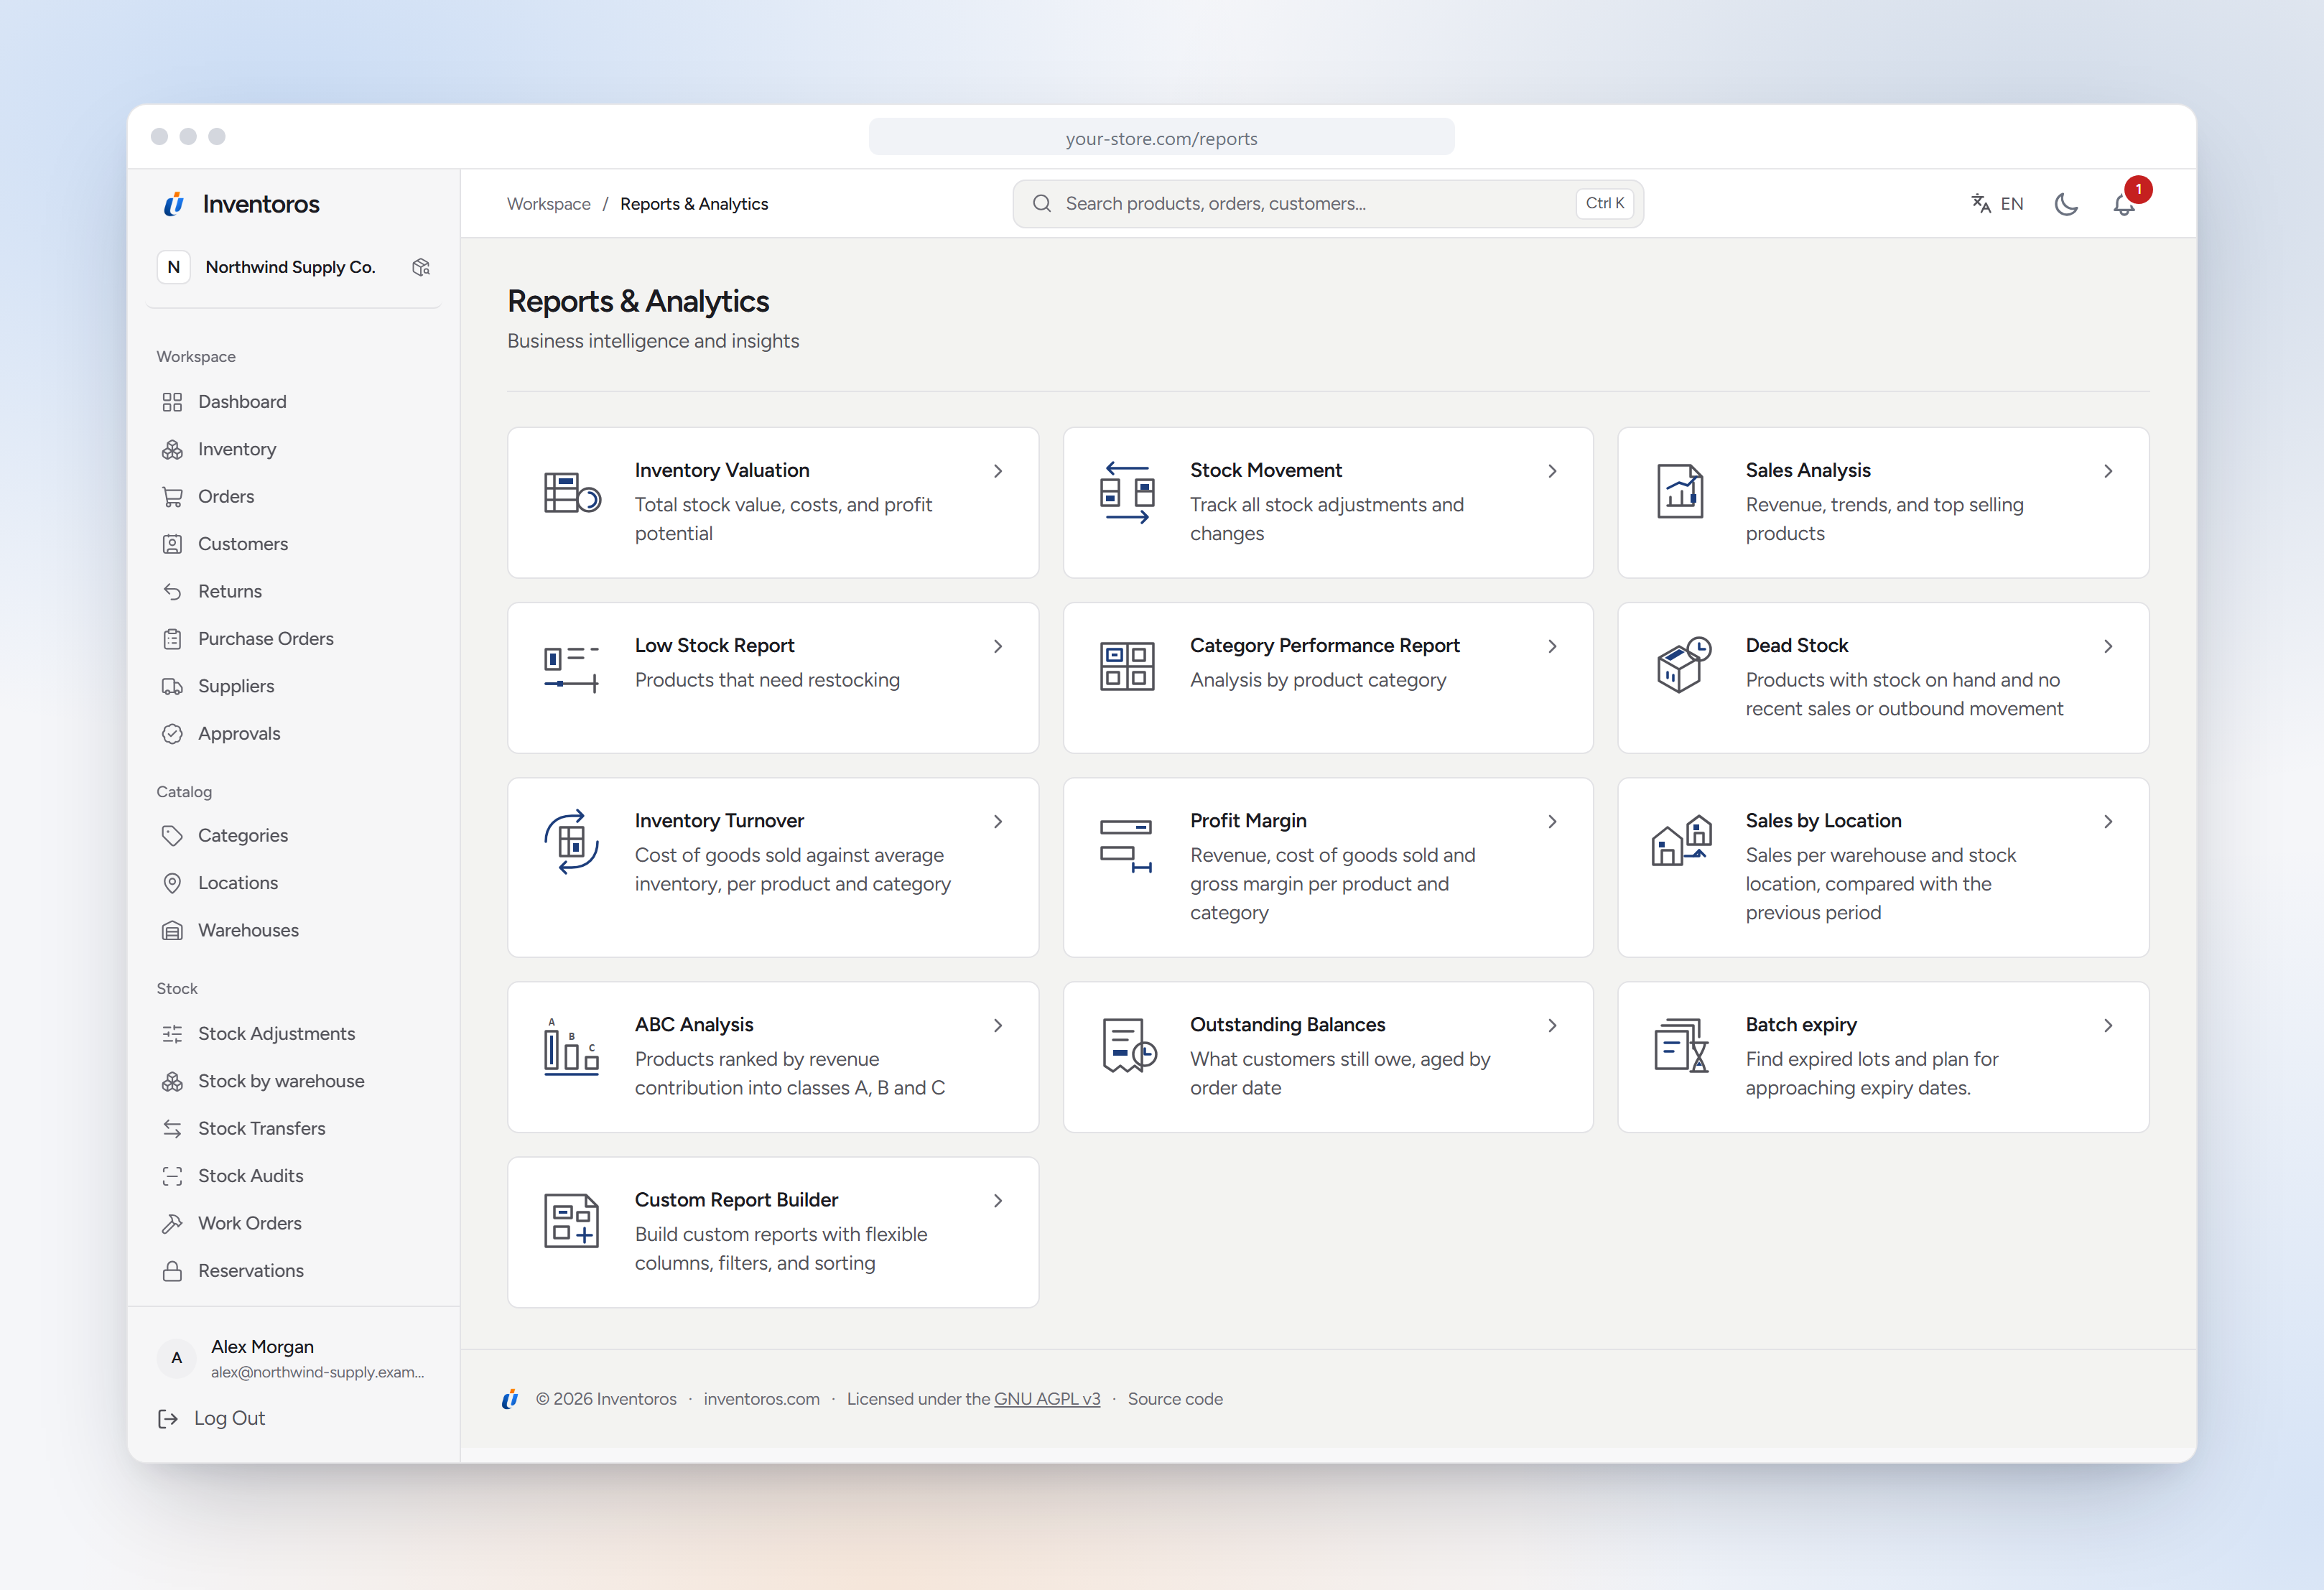 your-store.com/reports
Inventoros
Workspace / Reports & Analytics
Search products, orders, customers...
Ctrl K
EN
1
N
Northwind Supply Co.
Workspace
Dashboard
Inventory
Orders
Customers
Returns
Purchase Orders
Suppliers
Approvals
Catalog
Categories
Locations
Warehouses
Stock
Stock Adjustments
Stock by warehouse
Stock Transfers
Stock Audits
Work Orders
Reservations
A
Alex Morgan
alex@northwind-supply.exam...
Log Out
Reports & Analytics
Business intelligence and insights
Inventory Valuation
Total stock value, costs, and profit
potential
Stock Movement
Track all stock adjustments and
changes
Sales Analysis
Revenue, trends, and top selling
products
Low Stock Report
Products that need restocking
Category Performance Report
Analysis by product category
Dead Stock
Products with stock on hand and no
recent sales or outbound movement
Inventory Turnover
Cost of goods sold against average
inventory, per product and category
Profit Margin
Revenue, cost of goods sold and
gross margin per product and
category
Sales by Location
Sales per warehouse and stock
location, compared with the
previous period
A
B
C
ABC Analysis
Products ranked by revenue
contribution into classes A, B and C
Outstanding Balances
What customers still owe, aged by
order date
Batch expiry
Find expired lots and plan for
approaching expiry dates.
Custom Report Builder
Build custom reports with flexible
columns, filters, and sorting
© 2026 Inventoros · inventoros.com · Licensed under the GNU AGPL v3 · Source code